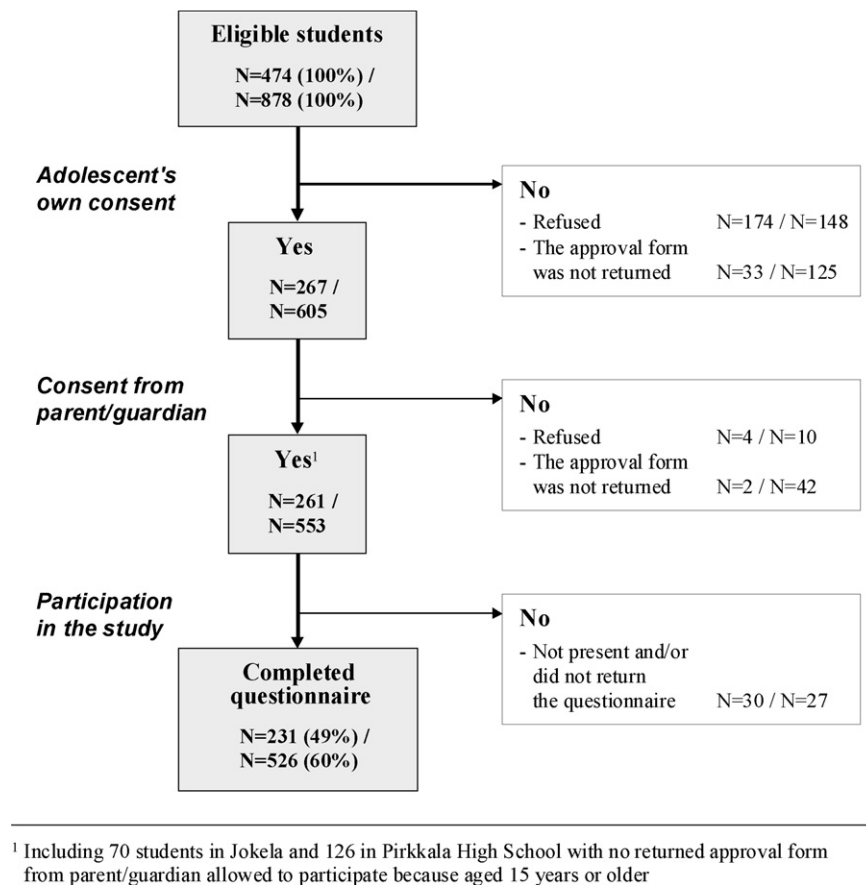 Eligible students
N=474 (100%) /
N=878 (100%)
Adolescent's
own consent
No
- Refused N=174 / N=148
- The approval form
was not returned N=33 / N=125
Yes
N=267 /
N=605
Consent from
parent/guardian
No
- Refused N=4 / N=10
- The approval form
was not returned N=2 / N=42
Yes¹
N=261 /
N=553
Participation
in the study
No
- Not present and/or
did not return
the questionnaire N=30 / N=27
Completed
questionnaire
N=231 (49%) /
N=526 (60%)
¹ Including 70 students in Jokela and 126 in Pirkkala High School with no returned approval form
from parent/guardian allowed to participate because aged 15 years or older